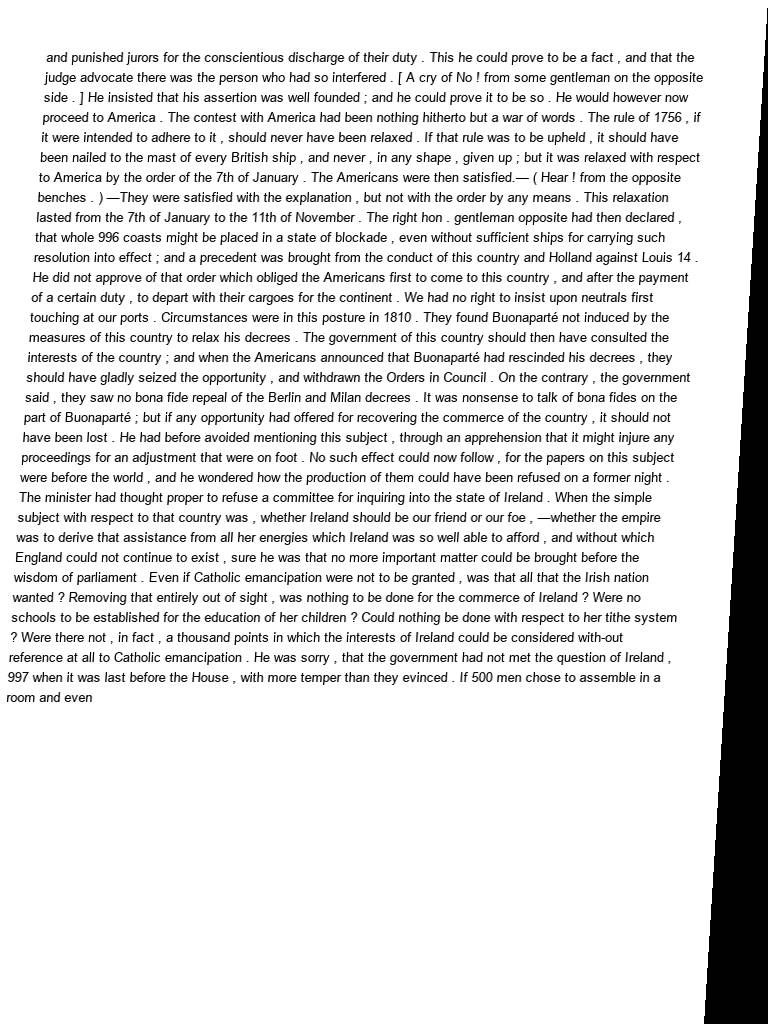 and punished jurors for the conscientious discharge of their duty . This he could prove to be a fact , and that the
judge advocate there was the person who had so interfered . [ A cry of No ! from some gentleman on the opposite
side . ] He insisted that his assertion was well founded ; and he could prove it to be so . He would however now
proceed to America . The contest with America had been nothing hitherto but a war of words . The rule of 1756 , if
it were intended to adhere to it , should never have been relaxed . If that rule was to be upheld , it should have
been nailed to the mast of every British ship , and never , in any shape , given up ; but it was relaxed with respect
to America by the order of the 7th of January . The Americans were then satisfied.— ( Hear ! from the opposite
benches . ) —They were satisfied with the explanation , but not with the order by any means . This relaxation
lasted from the 7th of January to the 11th of November . The right hon . gentleman opposite had then declared ,
that whole 996 coasts might be placed in a state of blockade , even without sufficient ships for carrying such
resolution into effect ; and a precedent was brought from the conduct of this country and Holland against Louis 14 .
He did not approve of that order which obliged the Americans first to come to this country , and after the payment
of a certain duty , to depart with their cargoes for the continent . We had no right to insist upon neutrals first
touching at our ports . Circumstances were in this posture in 1810 . They found Buonaparté not induced by the
measures of this country to relax his decrees . The government of this country should then have consulted the
interests of the country ; and when the Americans announced that Buonaparté had rescinded his decrees , they
should have gladly seized the opportunity , and withdrawn the Orders in Council . On the contrary , the government
said , they saw no bona fide repeal of the Berlin and Milan decrees . It was nonsense to talk of bona fides on the
part of Buonaparté ; but if any opportunity had offered for recovering the commerce of the country , it should not
have been lost . He had before avoided mentioning this subject , through an apprehension that it might injure any
proceedings for an adjustment that were on foot . No such effect could now follow , for the papers on this subject
were before the world , and he wondered how the production of them could have been refused on a former night .
The minister had thought proper to refuse a committee for inquiring into the state of Ireland . When the simple
subject with respect to that country was , whether Ireland should be our friend or our foe , —whether the empire
was to derive that assistance from all her energies which Ireland was so well able to afford , and without which
England could not continue to exist , sure he was that no more important matter could be brought before the
wisdom of parliament . Even if Catholic emancipation were not to be granted , was that all that the Irish nation
wanted ? Removing that entirely out of sight , was nothing to be done for the commerce of Ireland ? Were no
schools to be established for the education of her children ? Could nothing be done with respect to her tithe system
? Were there not , in fact , a thousand points in which the interests of Ireland could be considered with-out
reference at all to Catholic emancipation . He was sorry , that the government had not met the question of Ireland ,
997 when it was last before the House , with more temper than they evinced . If 500 men chose to assemble in a
room and even